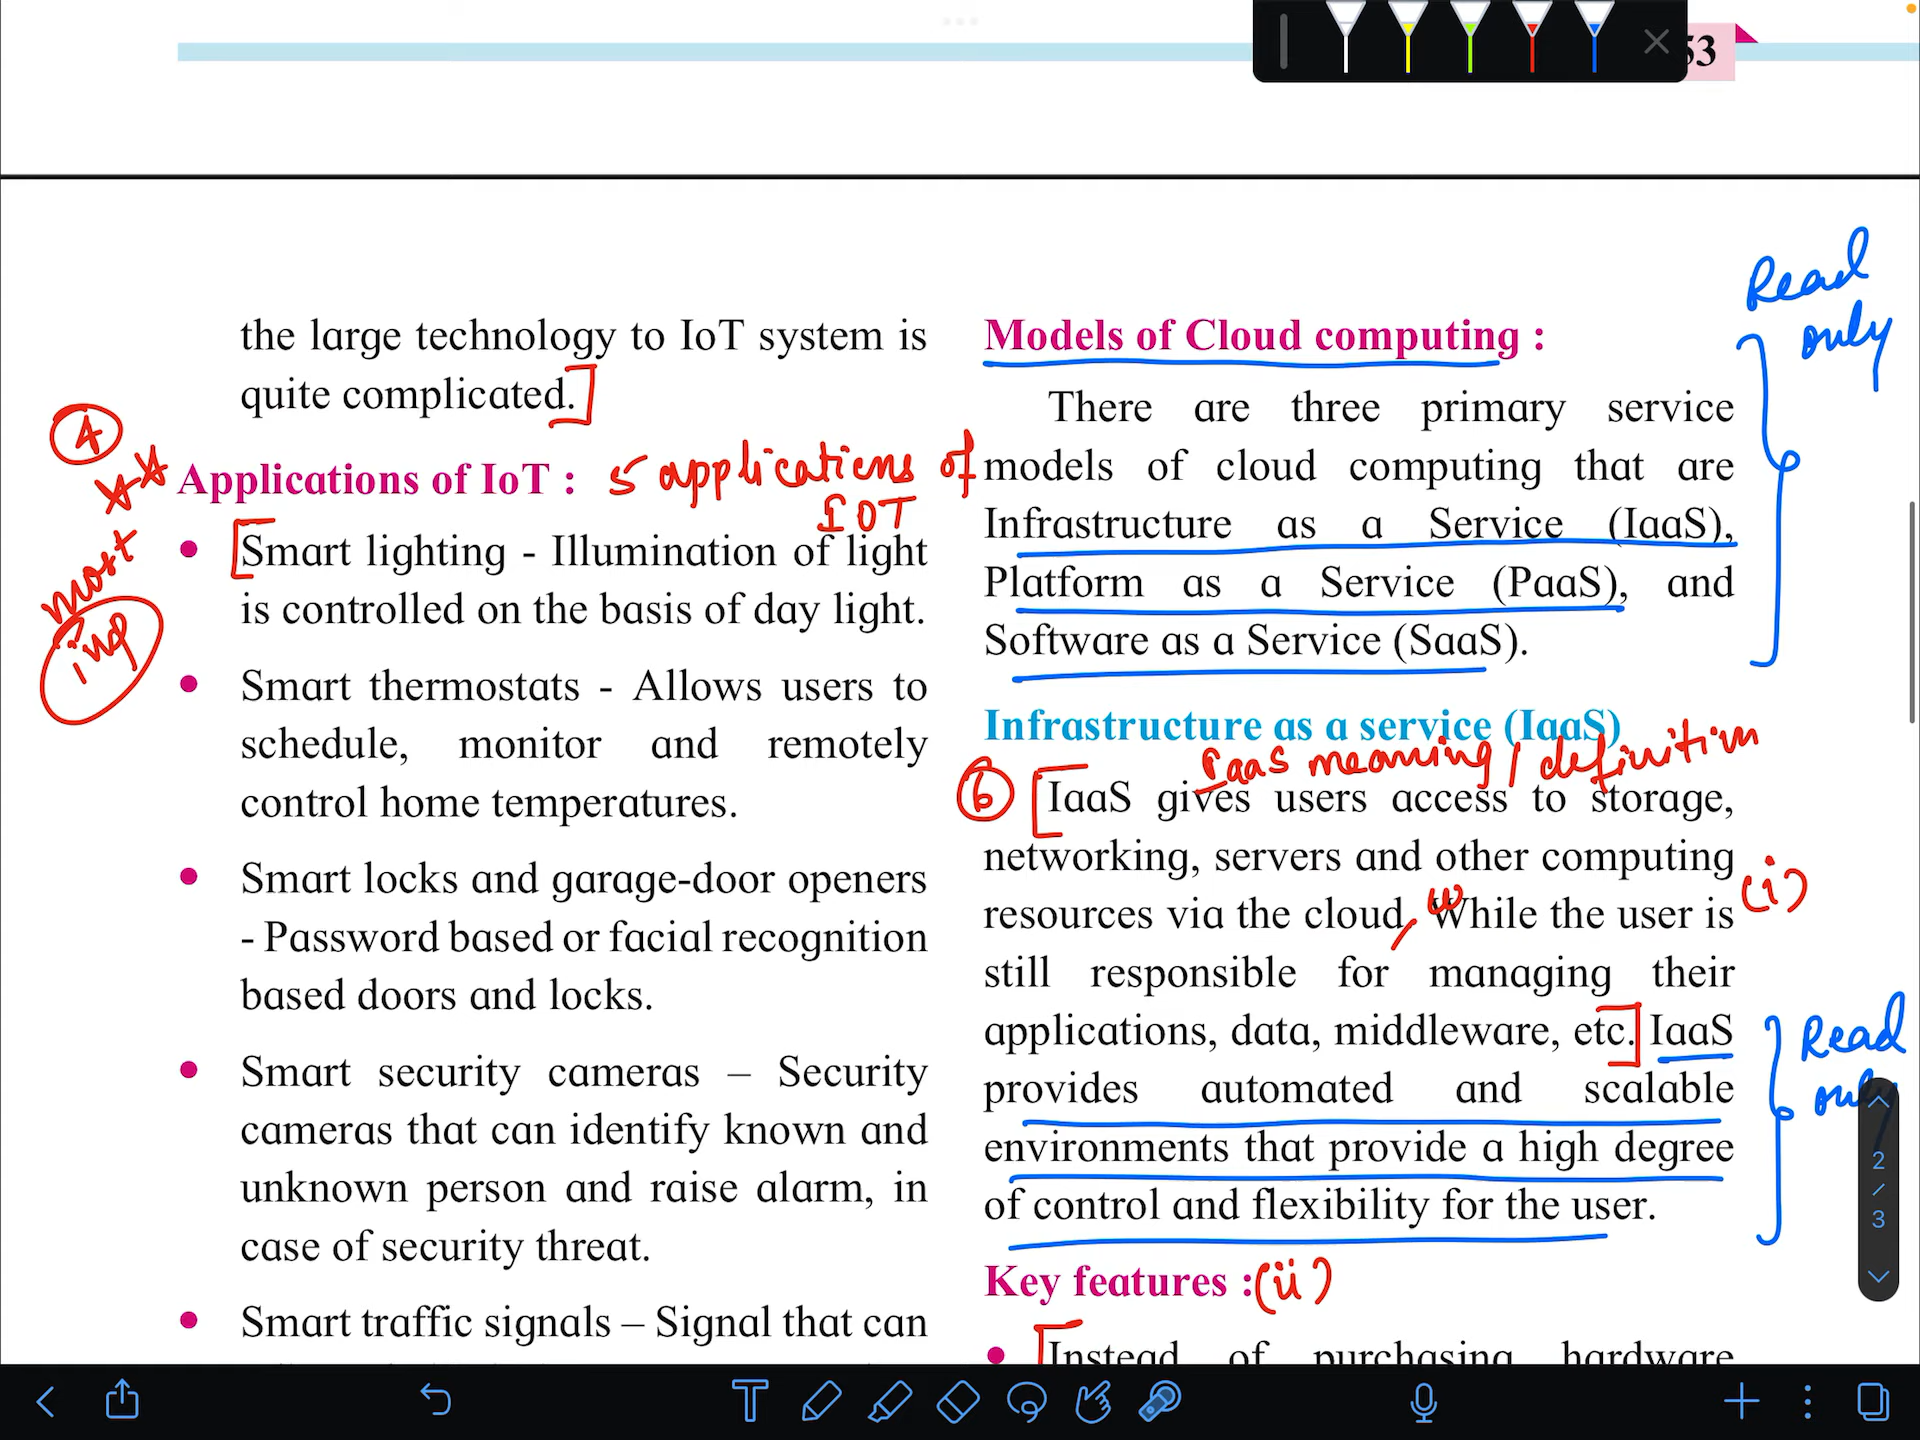 53
the large technology to IoT system is
quite complicated.
4
Applications of IoT :
5 applications of
IOT
most
imp
• Smart lighting - Illumination of light
is controlled on the basis of day light.
• Smart thermostats - Allows users to
schedule, monitor and remotely
control home temperatures.
• Smart locks and garage-door openers
- Password based or facial recognition
based doors and locks.
• Smart security cameras – Security
cameras that can identify known and
unknown person and raise alarm, in
case of security threat.
• Smart traffic signals – Signal that can
Models of Cloud computing :
Read
only
There are three primary service
models of cloud computing that are
Infrastructure as a Service (IaaS),
Platform as a Service (PaaS), and
Software as a Service (SaaS).
Infrastructure as a service (IaaS)
IaaS meaning / definition
6
IaaS gives users access to storage,
networking, servers and other computing
(i)
resources via the cloud, w While the user is
still responsible for managing their
applications, data, middleware, etc. IaaS
Read
only
provides automated and scalable
environments that provide a high degree
of control and flexibility for the user.
Key features : (ii)
• Instead of purchasing hardware
2
/
3
T